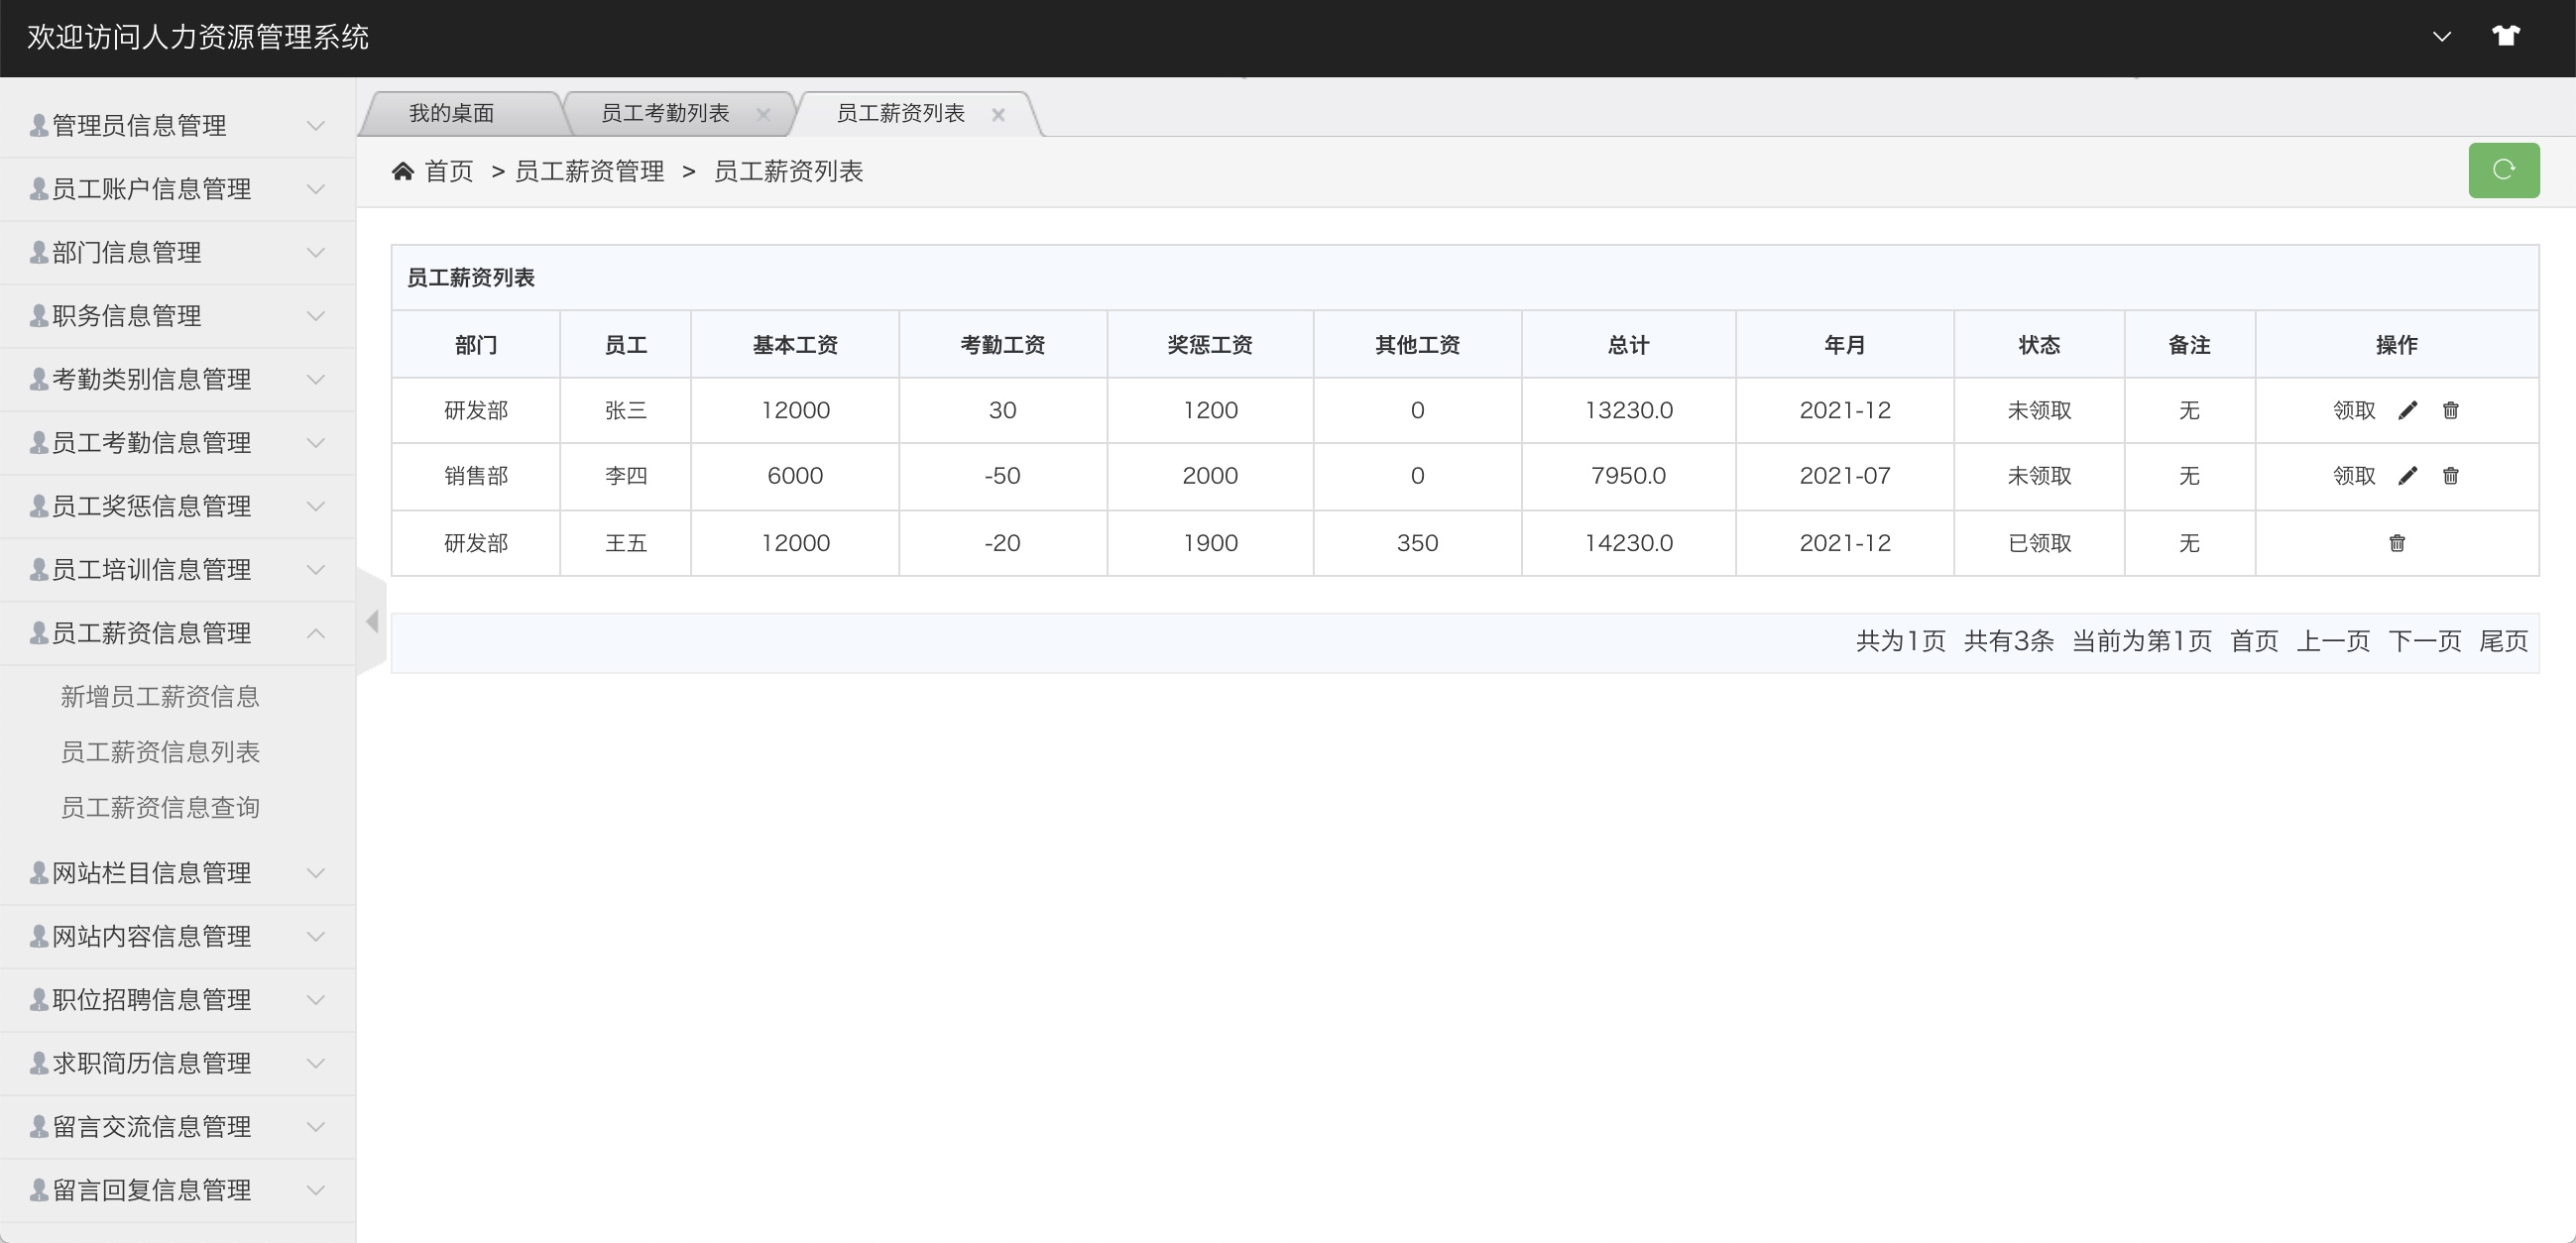 欢迎访问人力资源管理系统
管理员信息管理
员工账户信息管理
部门信息管理
职务信息管理
考勤类别信息管理
员工考勤信息管理
员工奖惩信息管理
员工培训信息管理
员工薪资信息管理
新增员工薪资信息
员工薪资信息列表
员工薪资信息查询
网站栏目信息管理
网站内容信息管理
职位招聘信息管理
求职简历信息管理
留言交流信息管理
留言回复信息管理
我的桌面 员工考勤列表 员工薪资列表
首页 > 员工薪资管理 > 员工薪资列表
员工薪资列表
部门 员工 基本工资 考勤工资 奖惩工资 其他工资 总计 年月 状态 备注 操作
研发部 张三 12000 30 1200 0 13230.0 2021-12 未领取 无 领取
销售部 李四 6000 -50 2000 0 7950.0 2021-07 未领取 无 领取
研发部 王五 12000 -20 1900 350 14230.0 2021-12 已领取 无
共为1页 共有3条 当前为第1页 首页 上一页 下一页 尾页